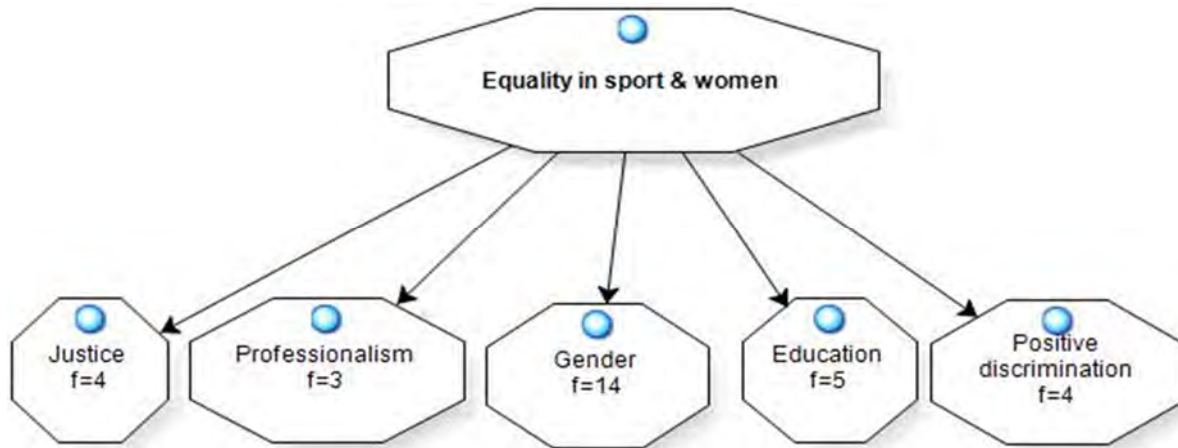 Equality in sport & women
Justice
f=4
Professionalism
f=3
Gender
f=14
Education
f=5
Positive
discrimination
f=4